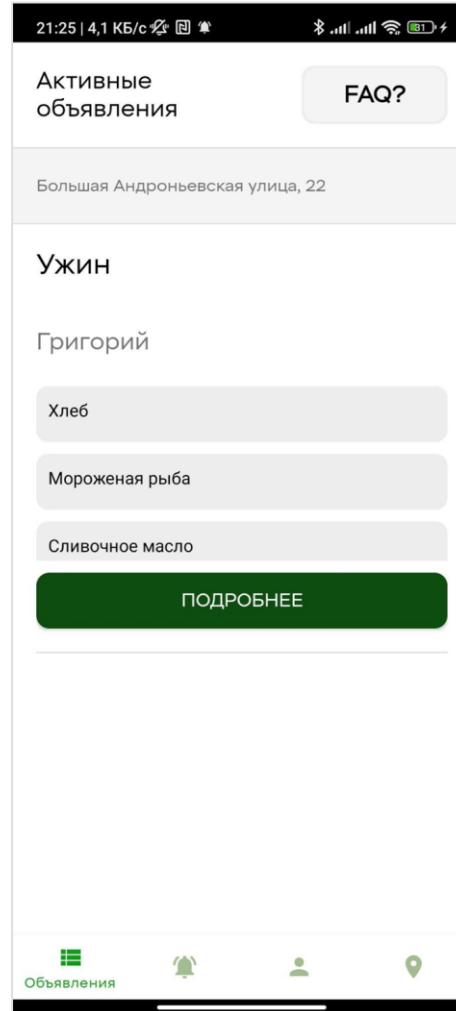 21:25 | 4,1 КБ/с
31
Активные
объявления
FAQ?
Большая Андроньевская улица, 22
Ужин
Григорий
Хлеб
Мороженая рыба
Сливочное масло
ПОДРОБНЕЕ
Объявления